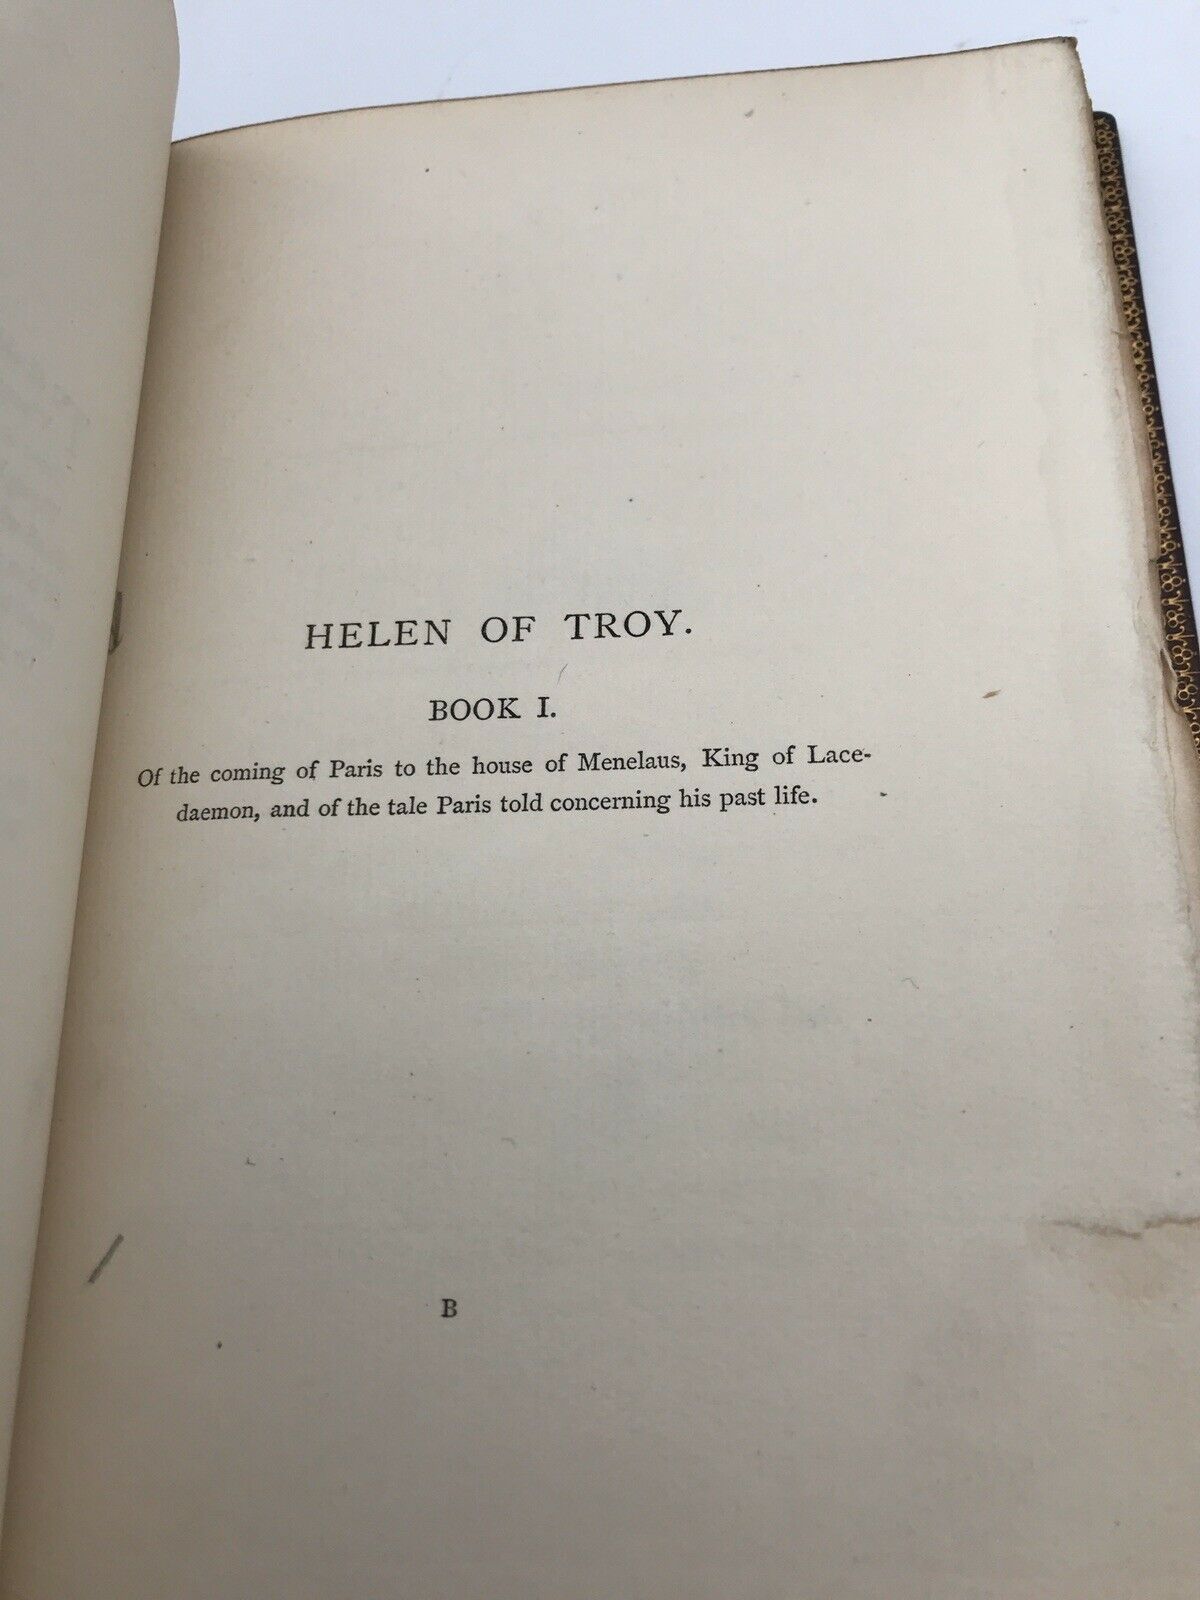 HELEN OF TROY.
BOOK I.
Of the coming of Paris to the house of Menelaus, King of Lace-
daemon, and of the tale Paris told concerning his past life.
B